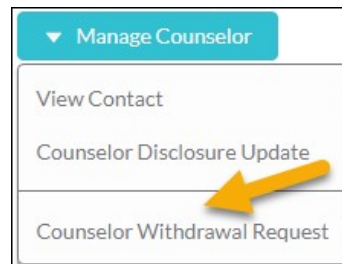 Manage Counselor
View Contact
Counselor Disclosure Update
Counselor Withdrawal Request